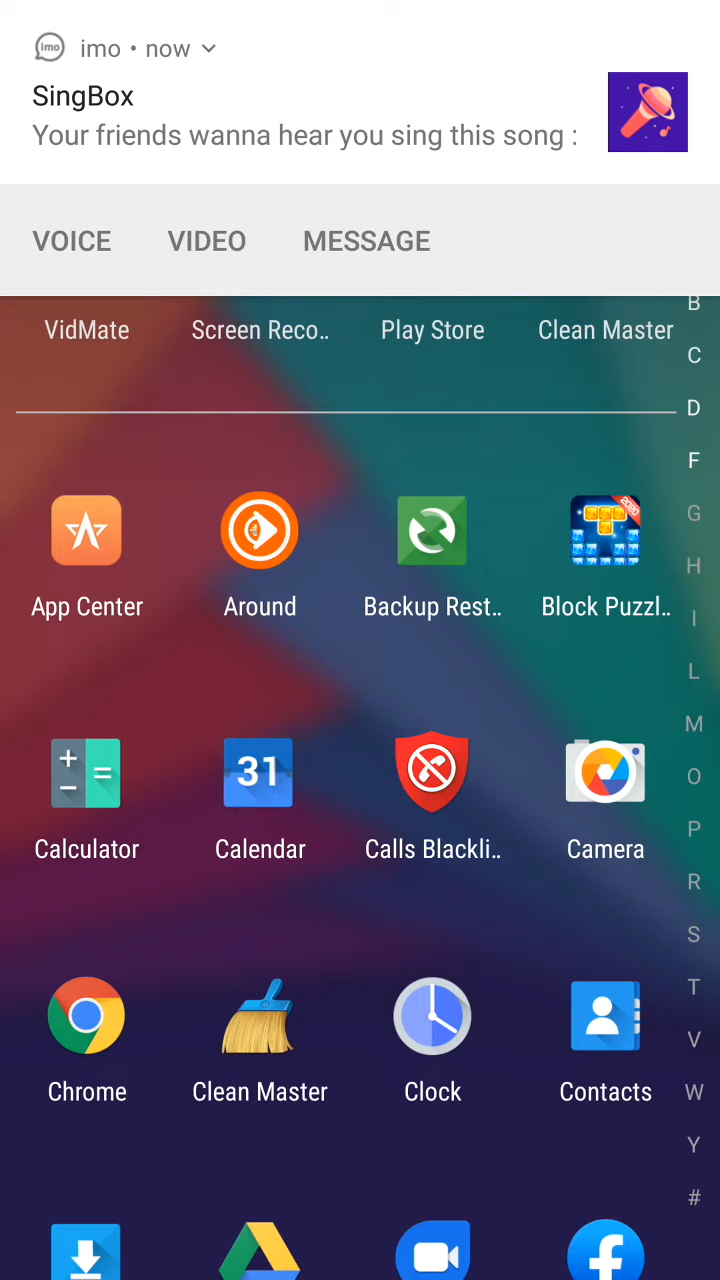 imo • now
SingBox
Your friends wanna hear you sing this song :
VOICE VIDEO MESSAGE
VidMate Screen Reco.. Play Store Clean Master
B
C
D
F
G
App Center Around Backup Rest.. Block Puzzl..
2020
H
I
L
M
O
31
Calculator Calendar Calls Blackli.. Camera
P
R
S
T
V
Chrome Clean Master Clock Contacts
W
Y
#